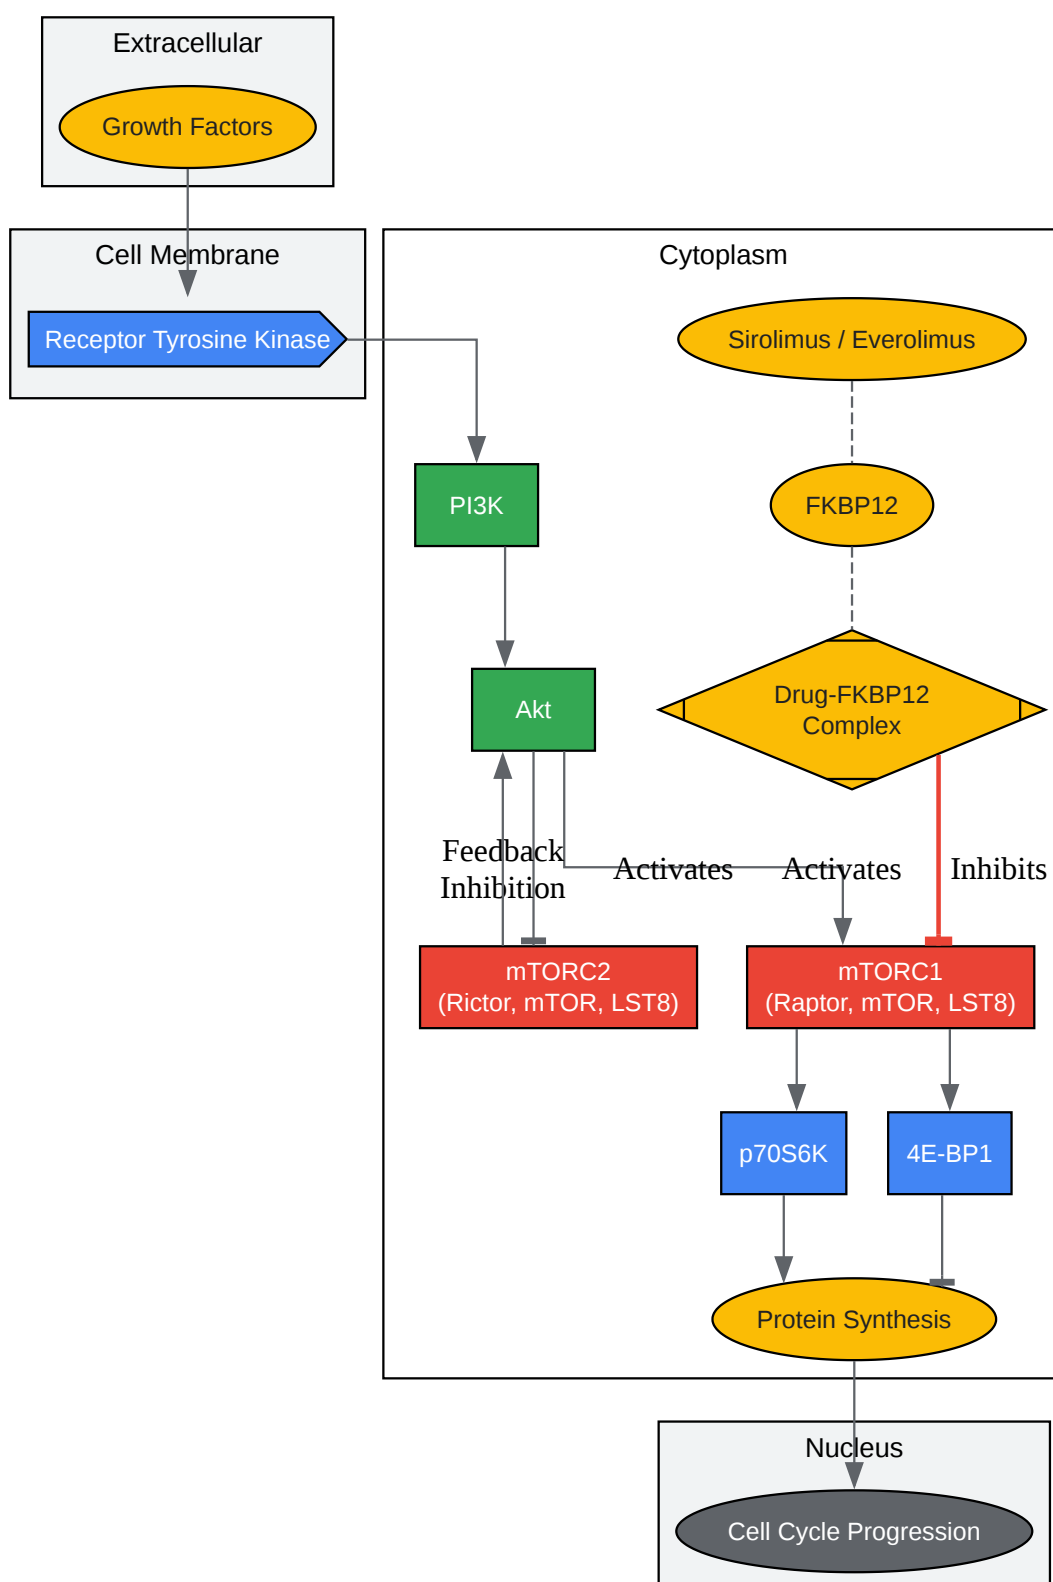 Extracellular
Growth Factors
Cell Membrane
Receptor Tyrosine Kinase
Cytoplasm
Sirolimus / Everolimus
PI3K
FKBP12
Akt
Drug-FKBP12
Complex
Feedback
Inhibition
Activates
Activates
Inhibits
mTORC2
(Rictor, mTOR, LST8)
mTORC1
(Raptor, mTOR, LST8)
p70S6K
4E-BP1
Protein Synthesis
Nucleus
Cell Cycle Progression